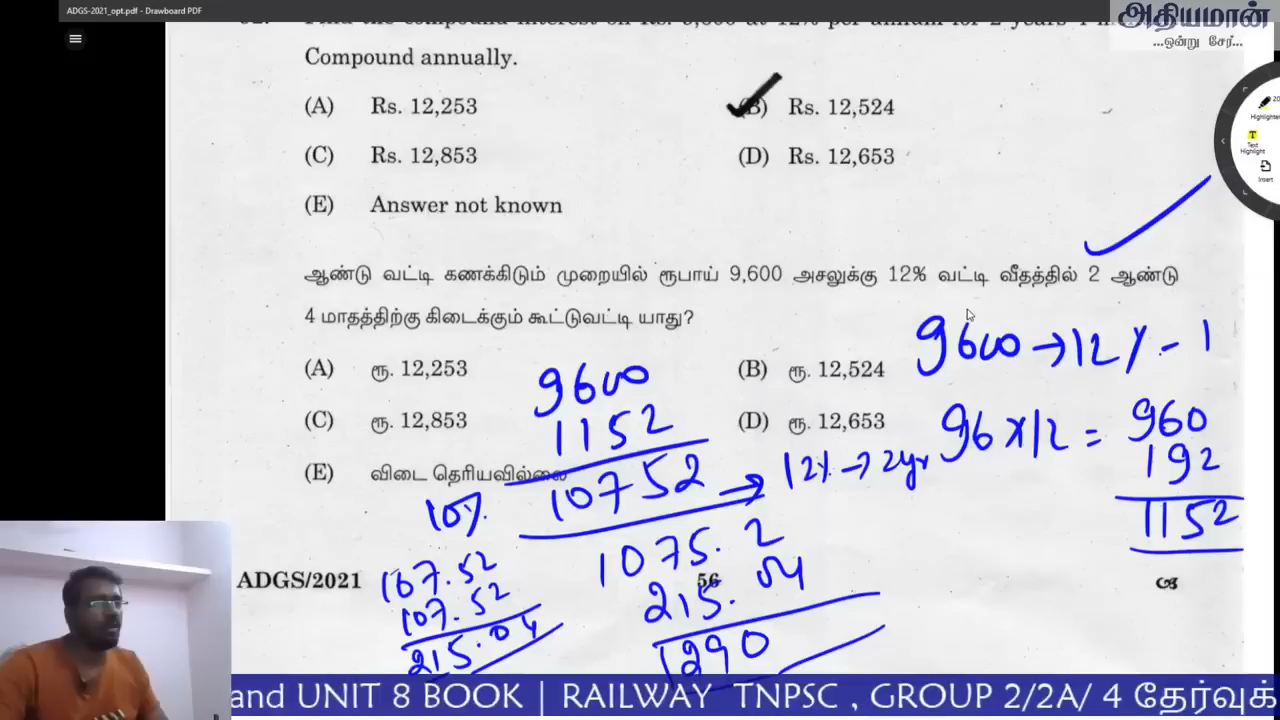 ADGS-2021_opt.pdf - Drawboard PDF
அதியமான்
...ஒன்று சேர்...
Compound annually.
(A) Rs. 12,253
(B) Rs. 12,524
(C) Rs. 12,853
(D) Rs. 12,653
(E) Answer not known
Highlighter
Text
Highlight
Insert
ஆண்டு வட்டி கணக்கிடும் முறையில் ரூபாய் 9,600 அசலுக்கு 12% வட்டி வீதத்தில் 2 ஆண்டு
4 மாதத்திற்கு கிடைக்கும் கூட்டுவட்டி யாது?
(A) ரூ. 12,253
(B) ரூ. 12,524
(C) ரூ. 12,853
(D) ரூ. 12,653
(E) விடை தெரியவில்லை
9600 → 12% - 1
96 x 12 = 960
192
1152
9600
1152
10752 → 12% → 2yr
10%
1075.2
215.04
1290
107.52
107.52
215.04
ADGS/2021
56
and UNIT 8 BOOK | RAILWAY TNPSC , GROUP 2/2A/ 4 தேர்வுக்